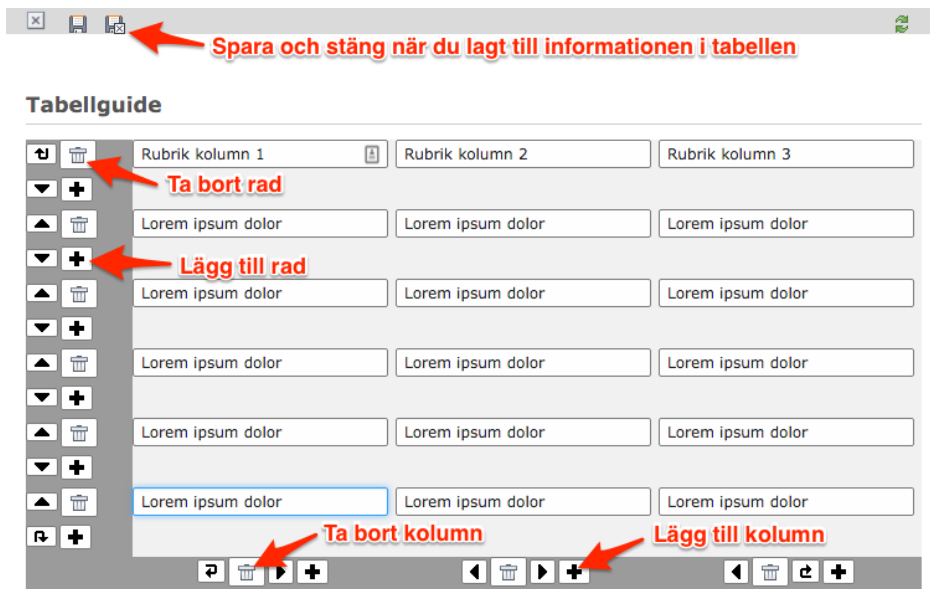 Spara och stäng när du lagt till informationen i tabellen
Tabellguide
Rubrik kolumn 1 Rubrik kolumn 2 Rubrik kolumn 3
Ta bort rad
Lorem ipsum dolor Lorem ipsum dolor Lorem ipsum dolor
Lägg till rad
Lorem ipsum dolor Lorem ipsum dolor Lorem ipsum dolor
Lorem ipsum dolor Lorem ipsum dolor Lorem ipsum dolor
Lorem ipsum dolor Lorem ipsum dolor Lorem ipsum dolor
Lorem ipsum dolor Lorem ipsum dolor Lorem ipsum dolor
Ta bort kolumn Lägg till kolumn